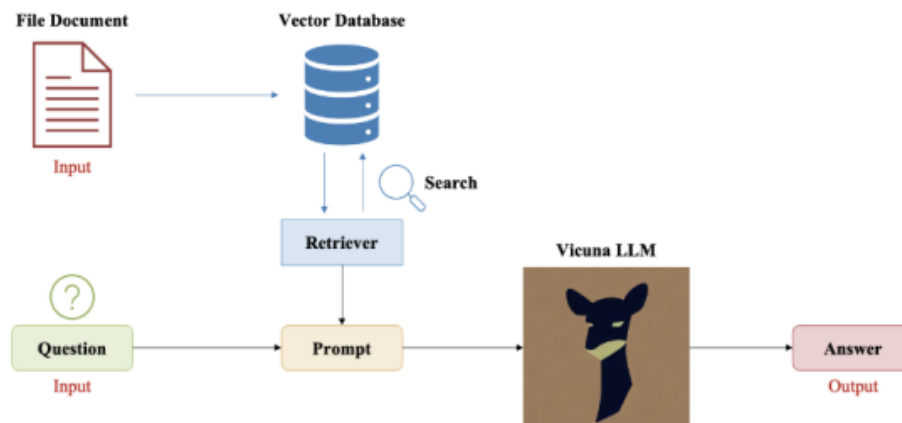 File Document
Vector Database
Input
Search
Retriever
Vicuna LLM
?
Question
Prompt
Answer
Input
Output